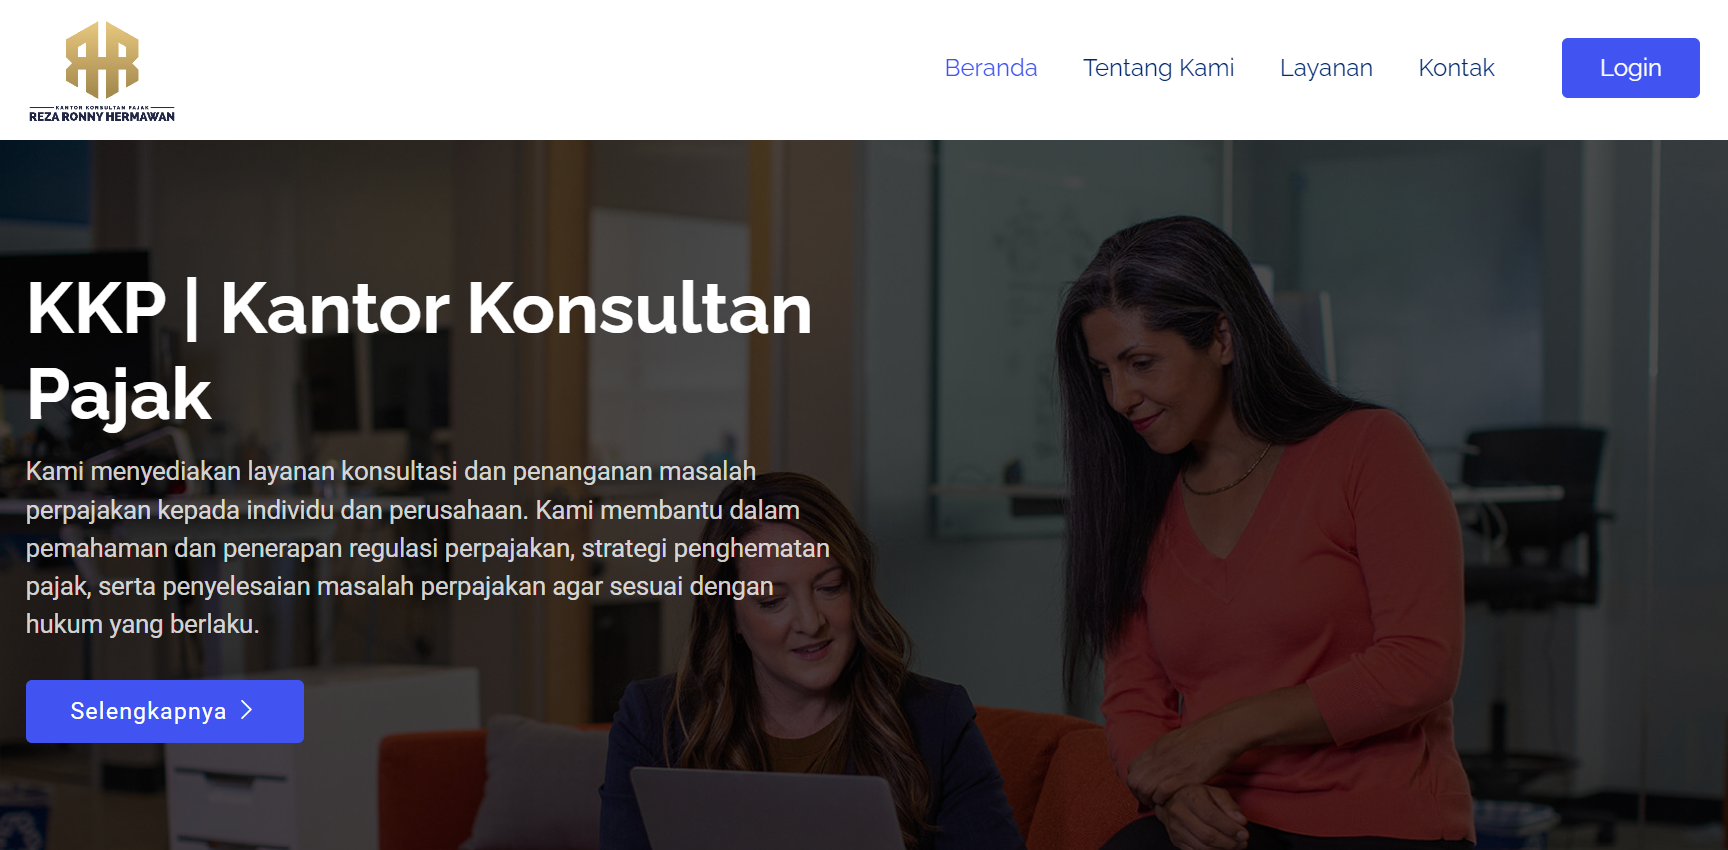 KANTOR KONSULTAN PAJAK
REZA RONNY HERMAWAN
Beranda
Tentang Kami
Layanan
Kontak
Login
KKP | Kantor Konsultan
Pajak
Kami menyediakan layanan konsultasi dan penanganan masalah
perpajakan kepada individu dan perusahaan. Kami membantu dalam
pemahaman dan penerapan regulasi perpajakan, strategi penghematan
pajak, serta penyelesaian masalah perpajakan agar sesuai dengan
hukum yang berlaku.
Selengkapnya